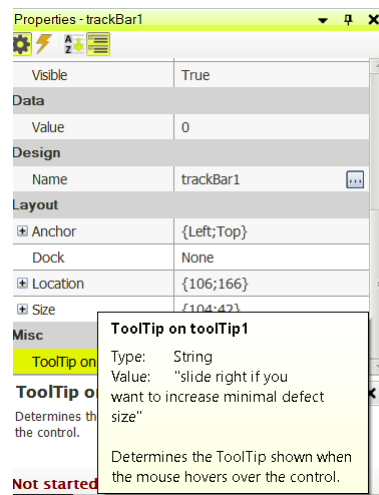 Properties - trackBar1
A
Z
Visible True
Data
Value 0
Design
Name trackBar1 ...
Layout
Anchor {Left;Top}
Dock None
Location {106;166}
Size {104;42}
Misc
ToolTip on
ToolTip on toolTip1
Type: String
Value: "slide right if you
want to increase minimal defect
size"
Determines the ToolTip shown when
the mouse hovers over the control.
ToolTip o
Determines th
the control.
Not started